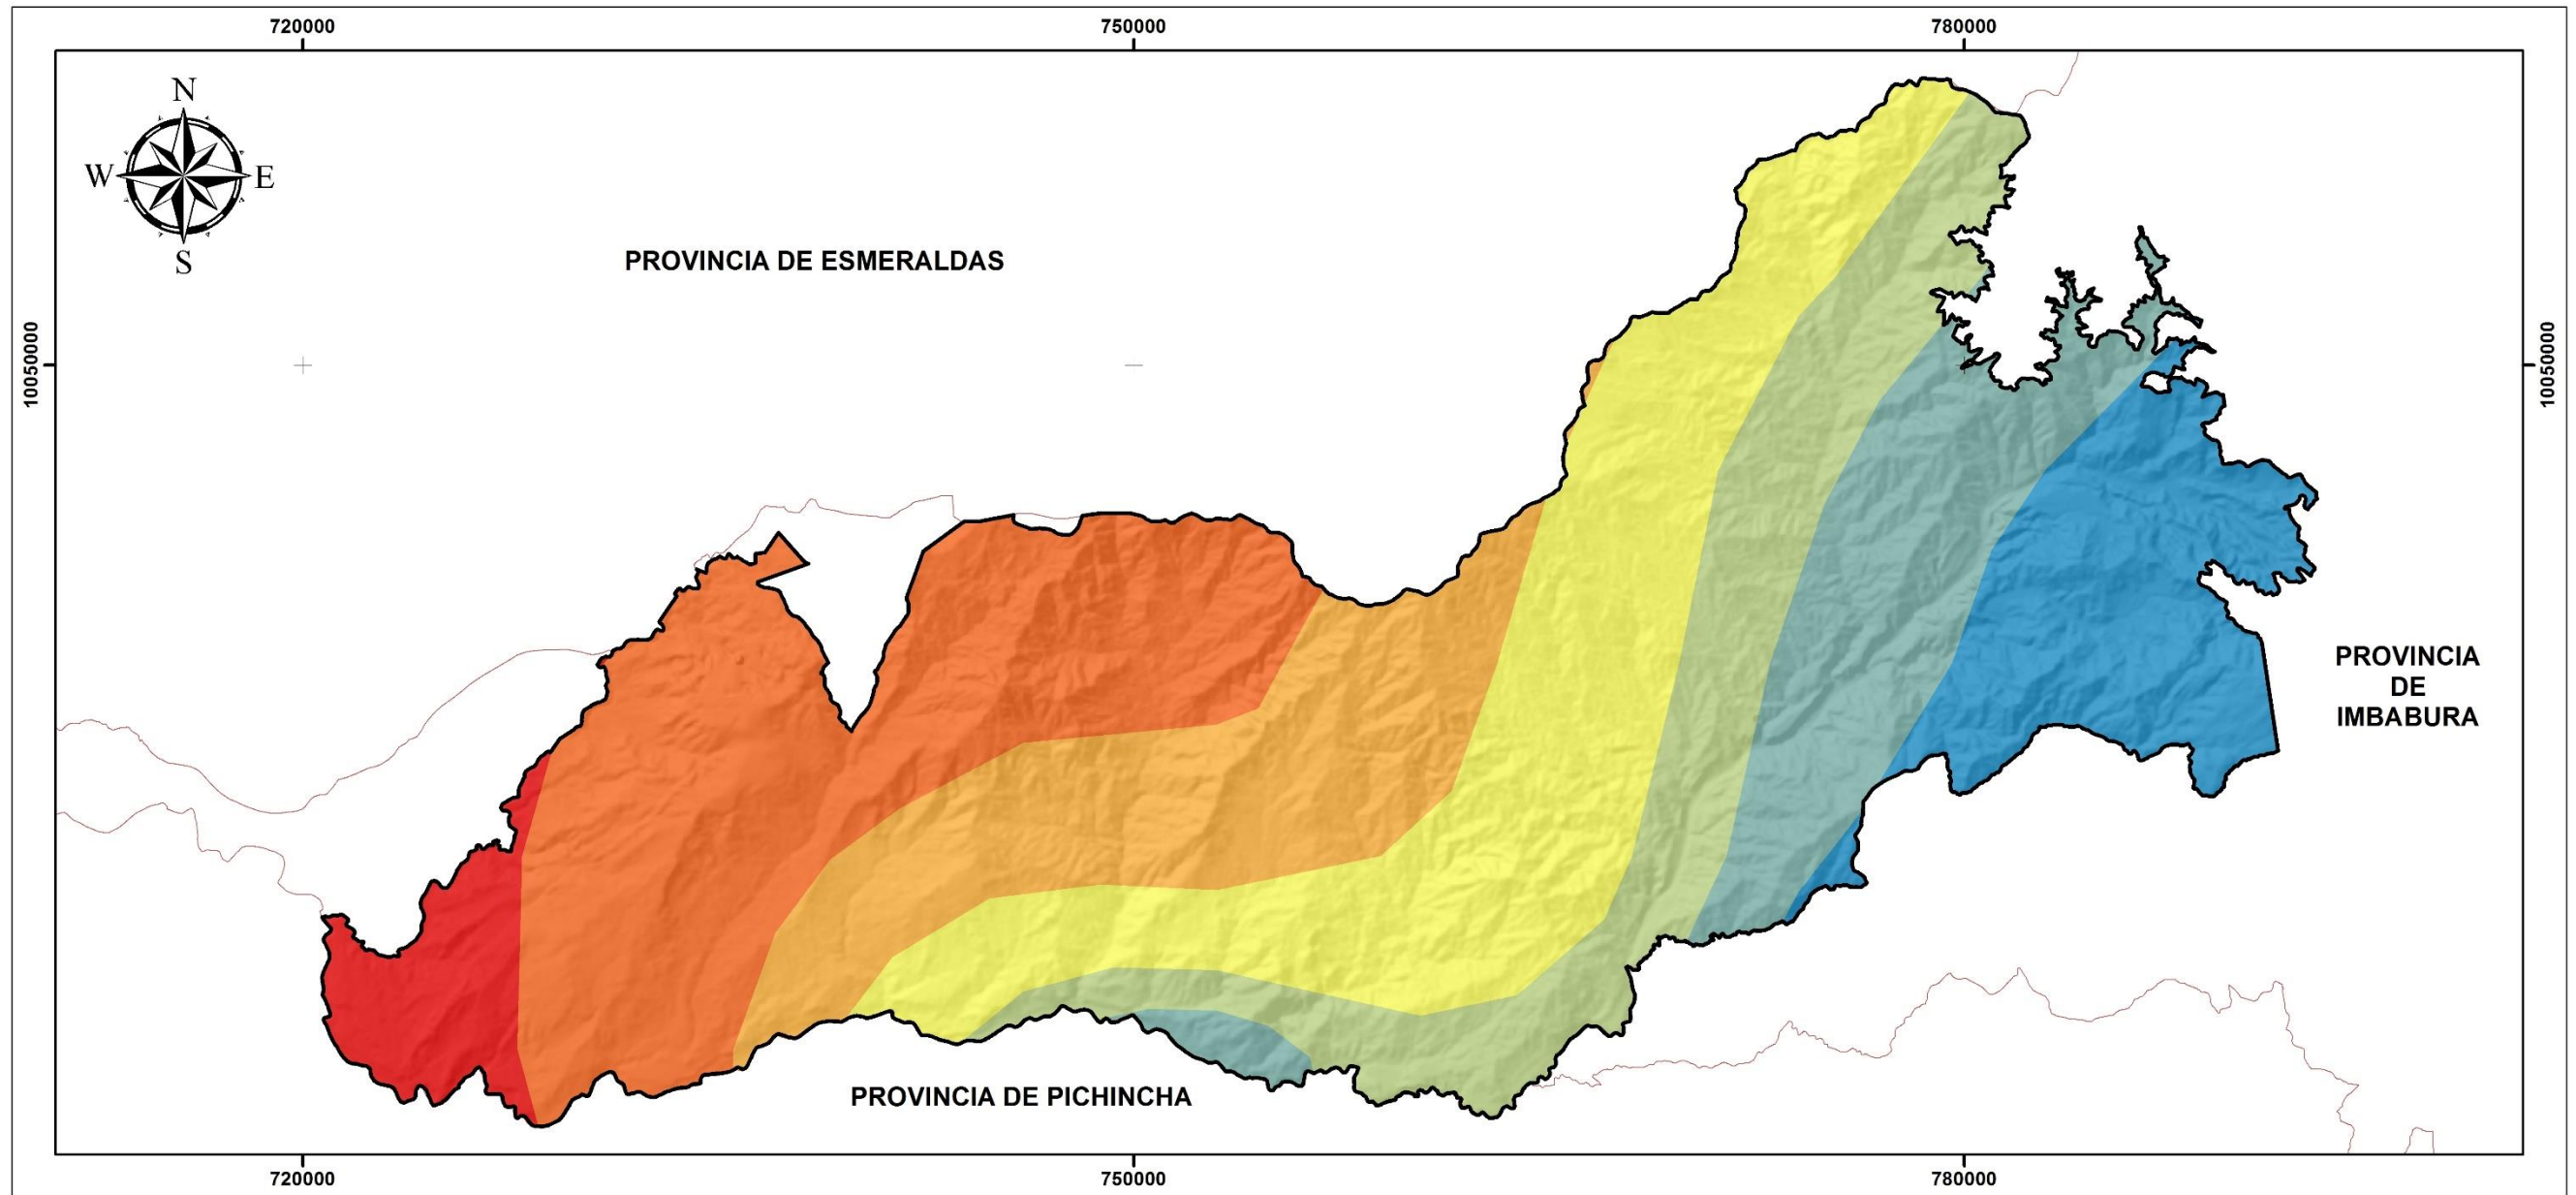 720000 750000 780000
N
W E
S
PROVINCIA DE ESMERALDAS
10050000 10050000
PROVINCIA
DE
IMBABURA
PROVINCIA DE PICHINCHA
720000 750000 780000